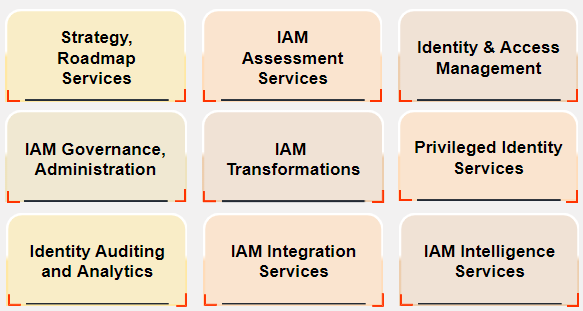 Strategy,
Roadmap
Services
IAM
Assessment
Services
Identity & Access
Management
IAM Governance,
Administration
IAM
Transformations
Privileged Identity
Services
Identity Auditing
and Analytics
IAM Integration
Services
IAM Intelligence
Services